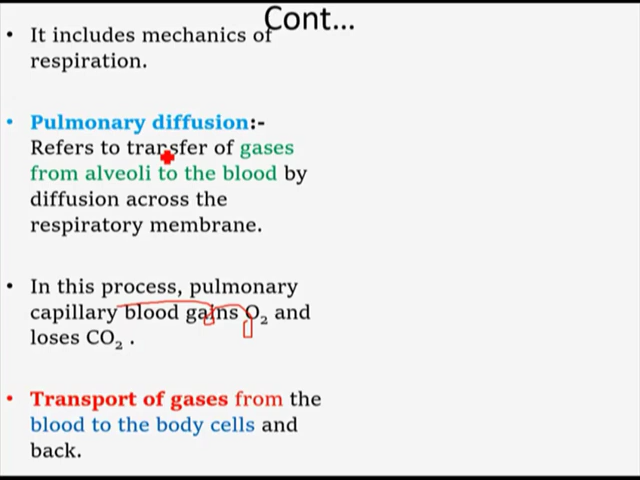 Cont...
• It includes mechanics of
respiration.
• Pulmonary diffusion:-
Refers to transfer of gases
from alveoli to the blood by
diffusion across the
respiratory membrane.
• In this process, pulmonary
capillary blood gains O₂ and
loses CO₂ .
• Transport of gases from the
blood to the body cells and
back.